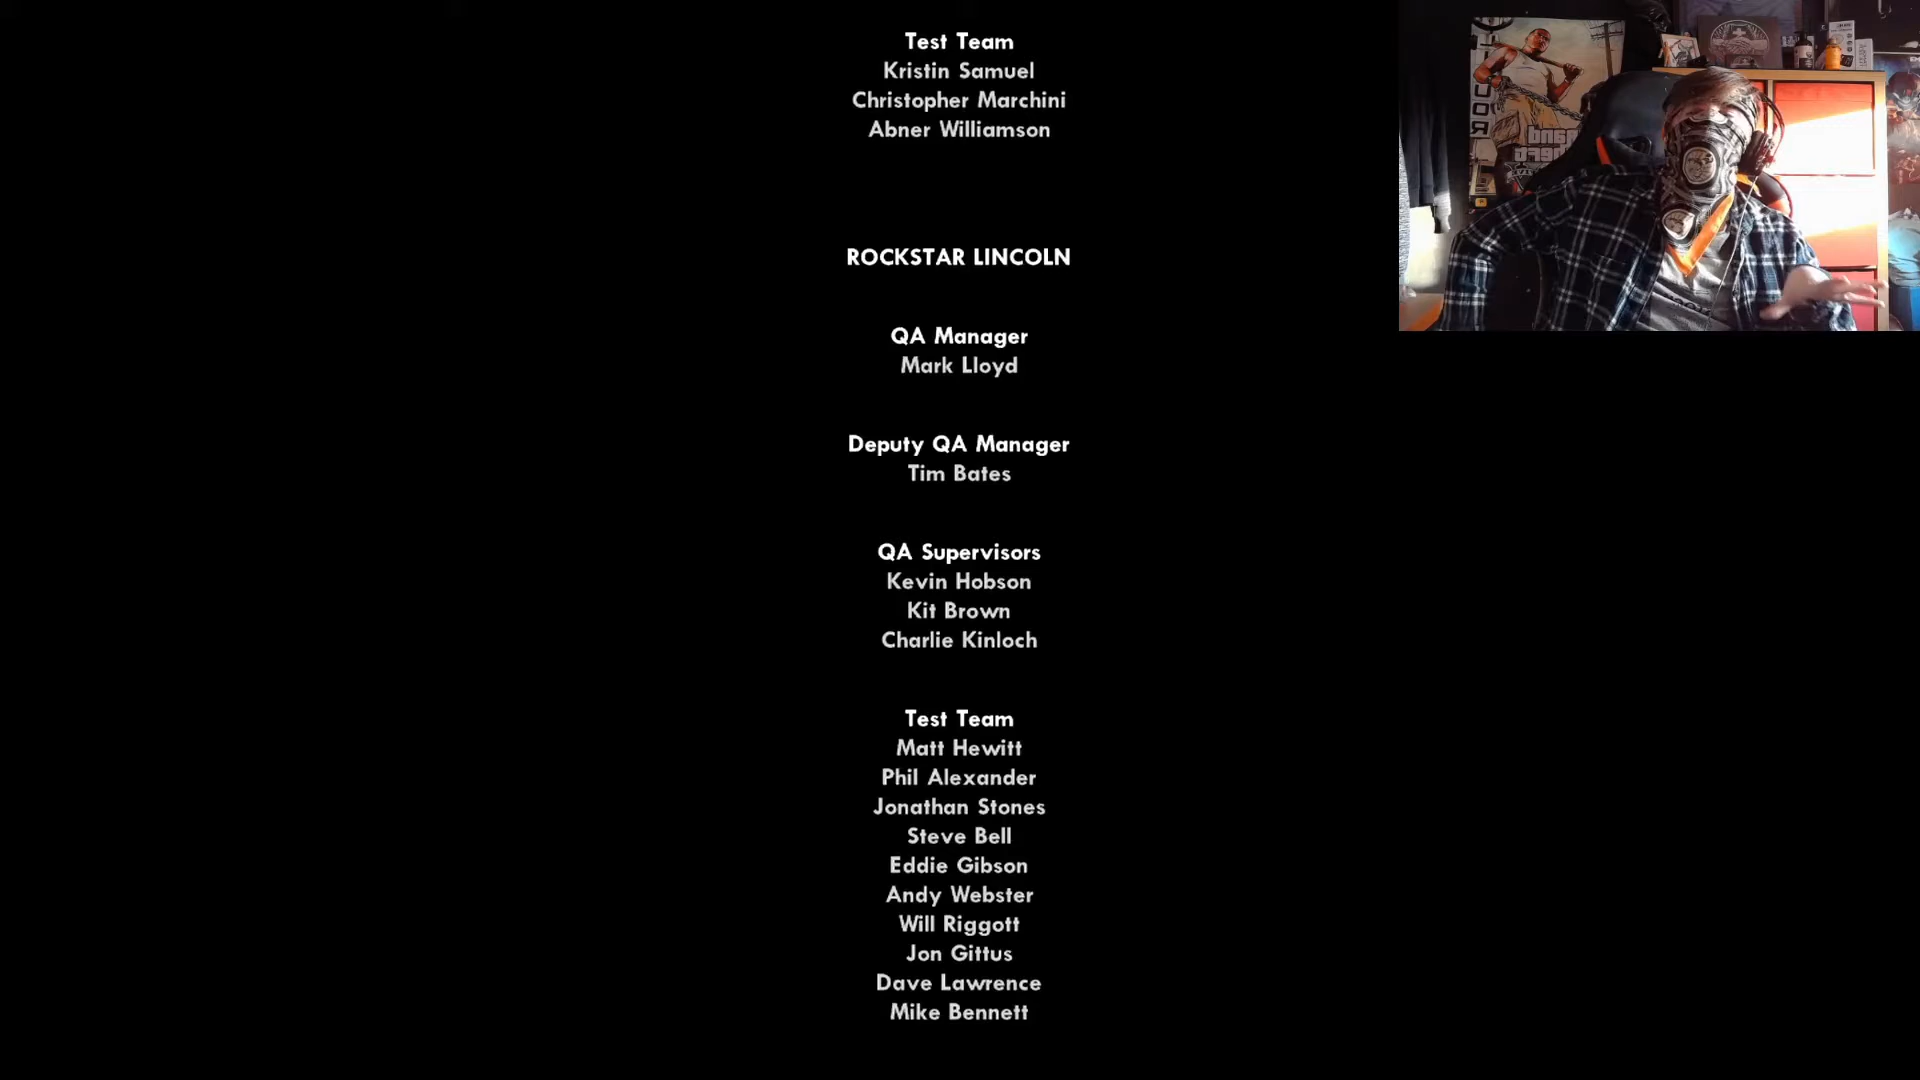 Test Team
Kristin Samuel
Christopher Marchini
Abner Williamson
ROCKSTAR LINCOLN
QA Manager
Mark Lloyd
Deputy QA Manager
Tim Bates
QA Supervisors
Kevin Hobson
Kit Brown
Charlie Kinloch
Test Team
Matt Hewitt
Phil Alexander
Jonathan Stones
Steve Bell
Eddie Gibson
Andy Webster
Will Riggott
Jon Gittus
Dave Lawrence
Mike Bennett
grand
theft